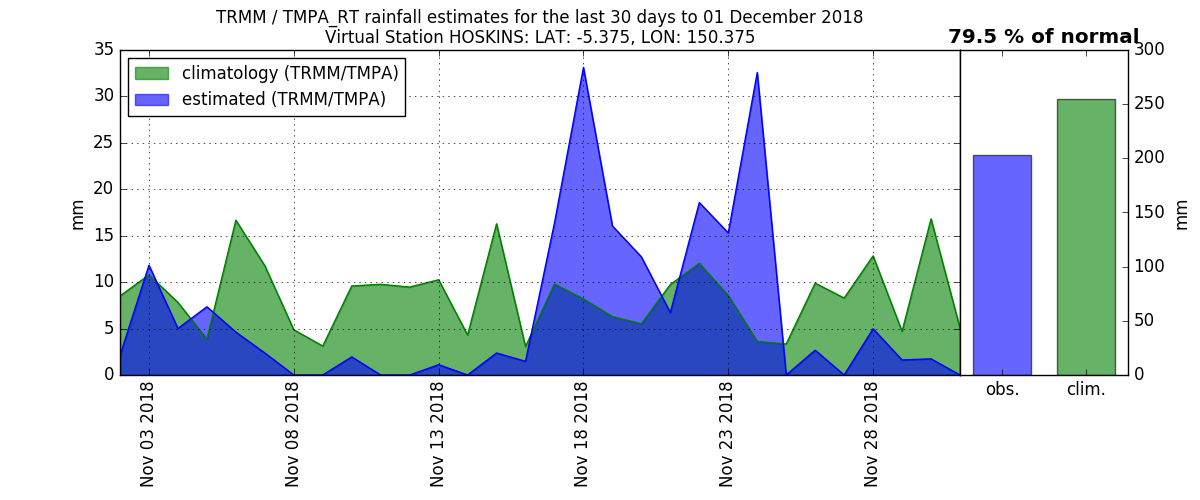 TRMM / TMPA_RT rainfall estimates for the last 30 days to 01 December 2018
Virtual Station HOSKINS: LAT: -5.375, LON: 150.375
79.5 % of normal
climatology (TRMM/TMPA)
estimated (TRMM/TMPA)
35
30
25
20
15
10
5
0
mm
300
250
200
150
100
50
0
mm
obs.
clim.
Nov 03 2018
Nov 08 2018
Nov 13 2018
Nov 18 2018
Nov 23 2018
Nov 28 2018